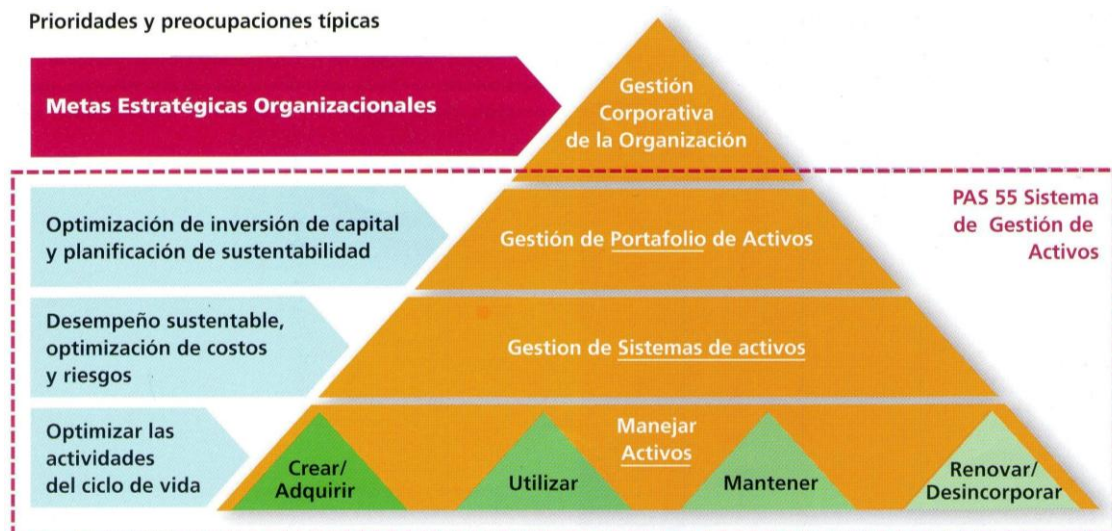 Prioridades y preocupaciones típicas
Metas Estratégicas Organizacionales
Gestión
Corporativa
de la Organización
PAS 55 Sistema
de Gestión de
Activos
Optimización de inversión de capital
y planificación de sustentabilidad
Gestión de Portafolio de Activos
Desempeño sustentable,
optimización de costos
y riesgos
Gestion de Sistemas de activos
Optimizar las
actividades
del ciclo de vida
Manejar
Activos
Crear/
Adquirir
Utilizar
Mantener
Renovar/
Desincorporar